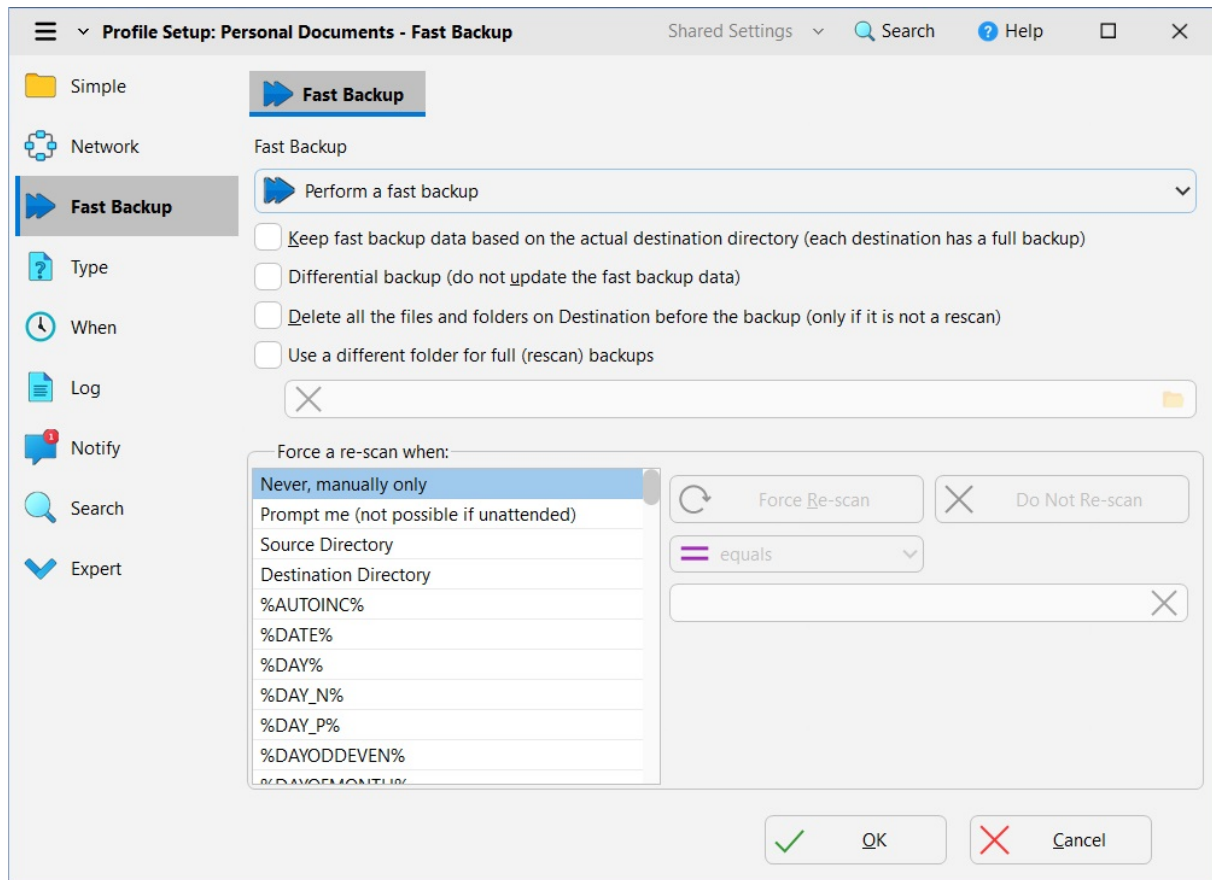 Profile Setup: Personal Documents - Fast Backup
Shared Settings
Search
Help
Simple
Network
Fast Backup
Type
When
Log
1
Notify
Search
Expert
Fast Backup
Fast Backup
Perform a fast backup
Keep fast backup data based on the actual destination directory (each destination has a full backup)
Differential backup (do not update the fast backup data)
Delete all the files and folders on Destination before the backup (only if it is not a rescan)
Use a different folder for full (rescan) backups
Force a re-scan when:
Never, manually only
Prompt me (not possible if unattended)
Source Directory
Destination Directory
%AUTOINC%
%DATE%
%DAY%
%DAY_N%
%DAY_P%
%DAYODDEVEN%
%DAYOFMONTH%
Force Re-scan
Do Not Re-scan
equals
OK
Cancel